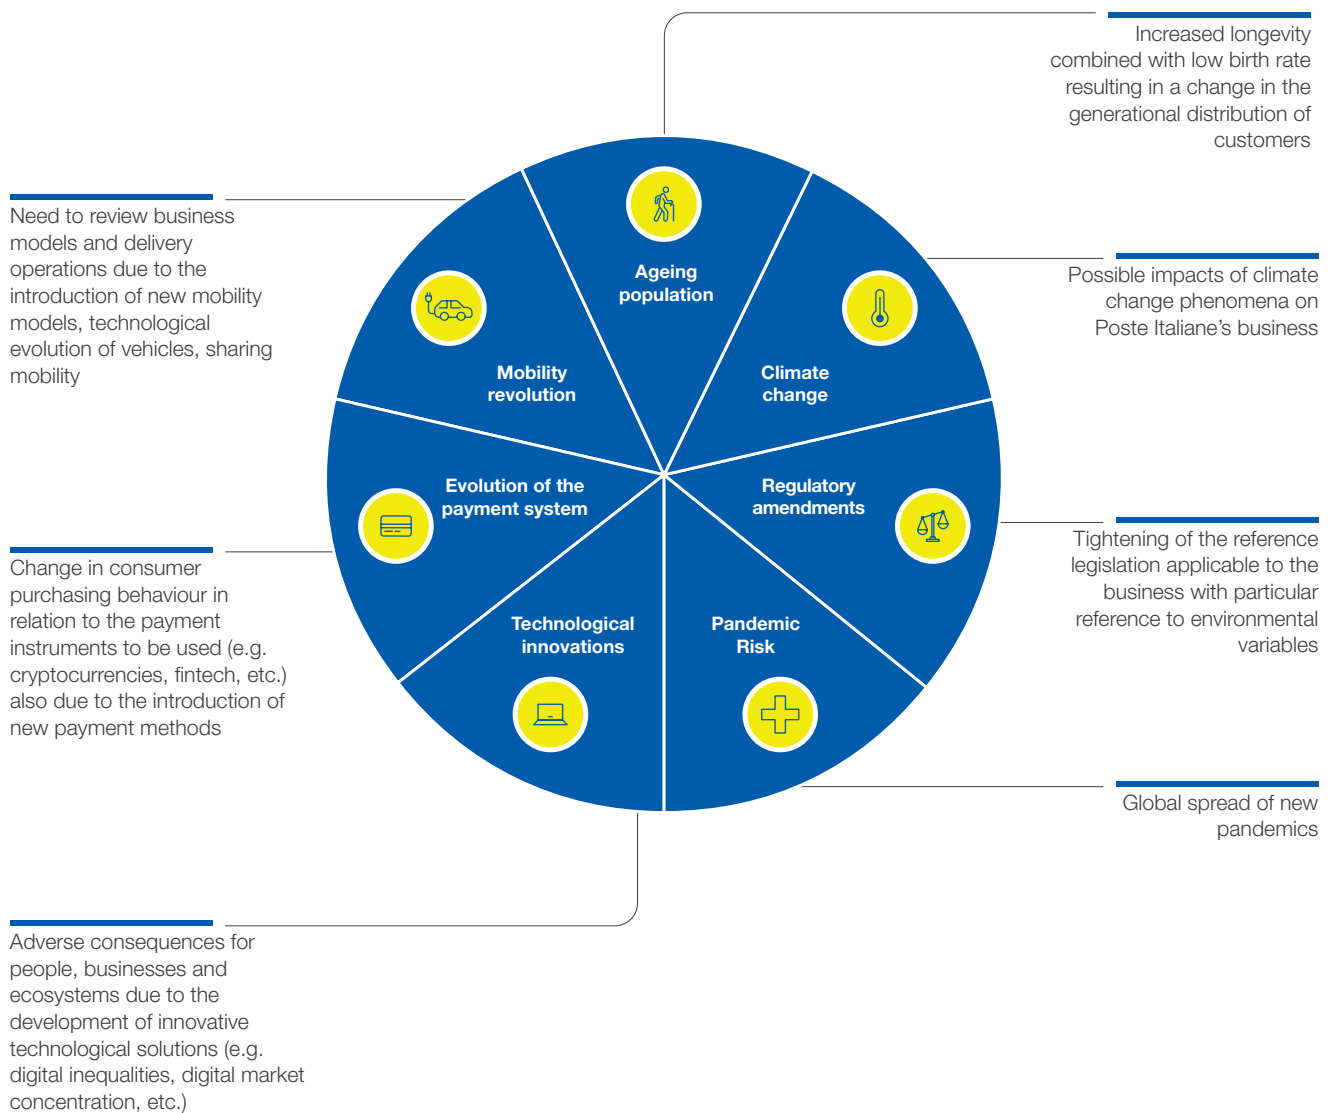 Increased longevity
combined with low birth rate
resulting in a change in the
generational distribution of
customers
Need to review business
models and delivery
operations due to the
introduction of new mobility
models, technological
evolution of vehicles, sharing
mobility
Ageing
population
Possible impacts of climate
change phenomena on
Poste Italiane’s business
Mobility
revolution
Climate
change
Evolution of the
payment system
Regulatory
amendments
Tightening of the reference
legislation applicable to the
business with particular
reference to environmental
variables
Change in consumer
purchasing behaviour in
relation to the payment
instruments to be used (e.g.
cryptocurrencies, fintech, etc.)
also due to the introduction of
new payment methods
Technological
innovations
Pandemic
Risk
Global spread of new
pandemics
Adverse consequences for
people, businesses and
ecosystems due to the
development of innovative
technological solutions (e.g.
digital inequalities, digital market
concentration, etc.)